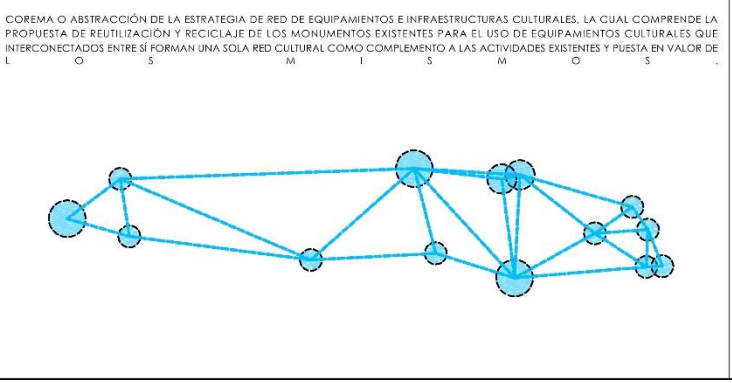 COREMA O ABSTRACCIÓN DE LA ESTRATEGIA DE RED DE EQUIPAMIENTOS E INFRAESTRUCTURAS CULTURALES, LA CUAL COMPRENDE LA
PROPUESTA DE REUTILIZACIÓN Y RECICLAJE DE LOS MONUMENTOS EXISTENTES PARA EL USO DE EQUIPAMIENTOS CULTURALES QUE
INTERCONECTADOS ENTRE SÍ FORMAN UNA SOLA RED CULTURAL COMO COMPLEMENTO A LAS ACTIVIDADES EXISTENTES Y PUESTA EN VALOR DE
L O S M I S M O S .